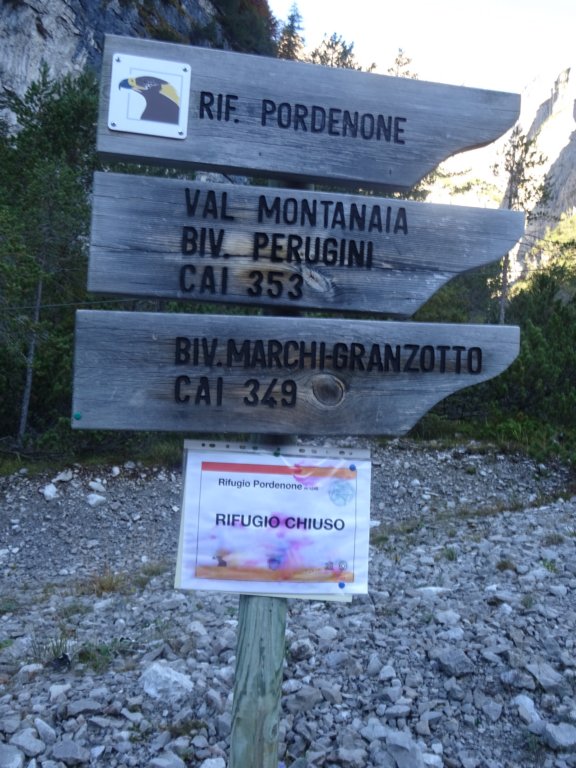 RIF. PORDENONE
VAL MONTANAIA
BIV. PERUGINI
CAI 353
BIV. MARCHI-GRANZOTTO
CAI 349
Rifugio Pordenone
RIFUGIO CHIUSO